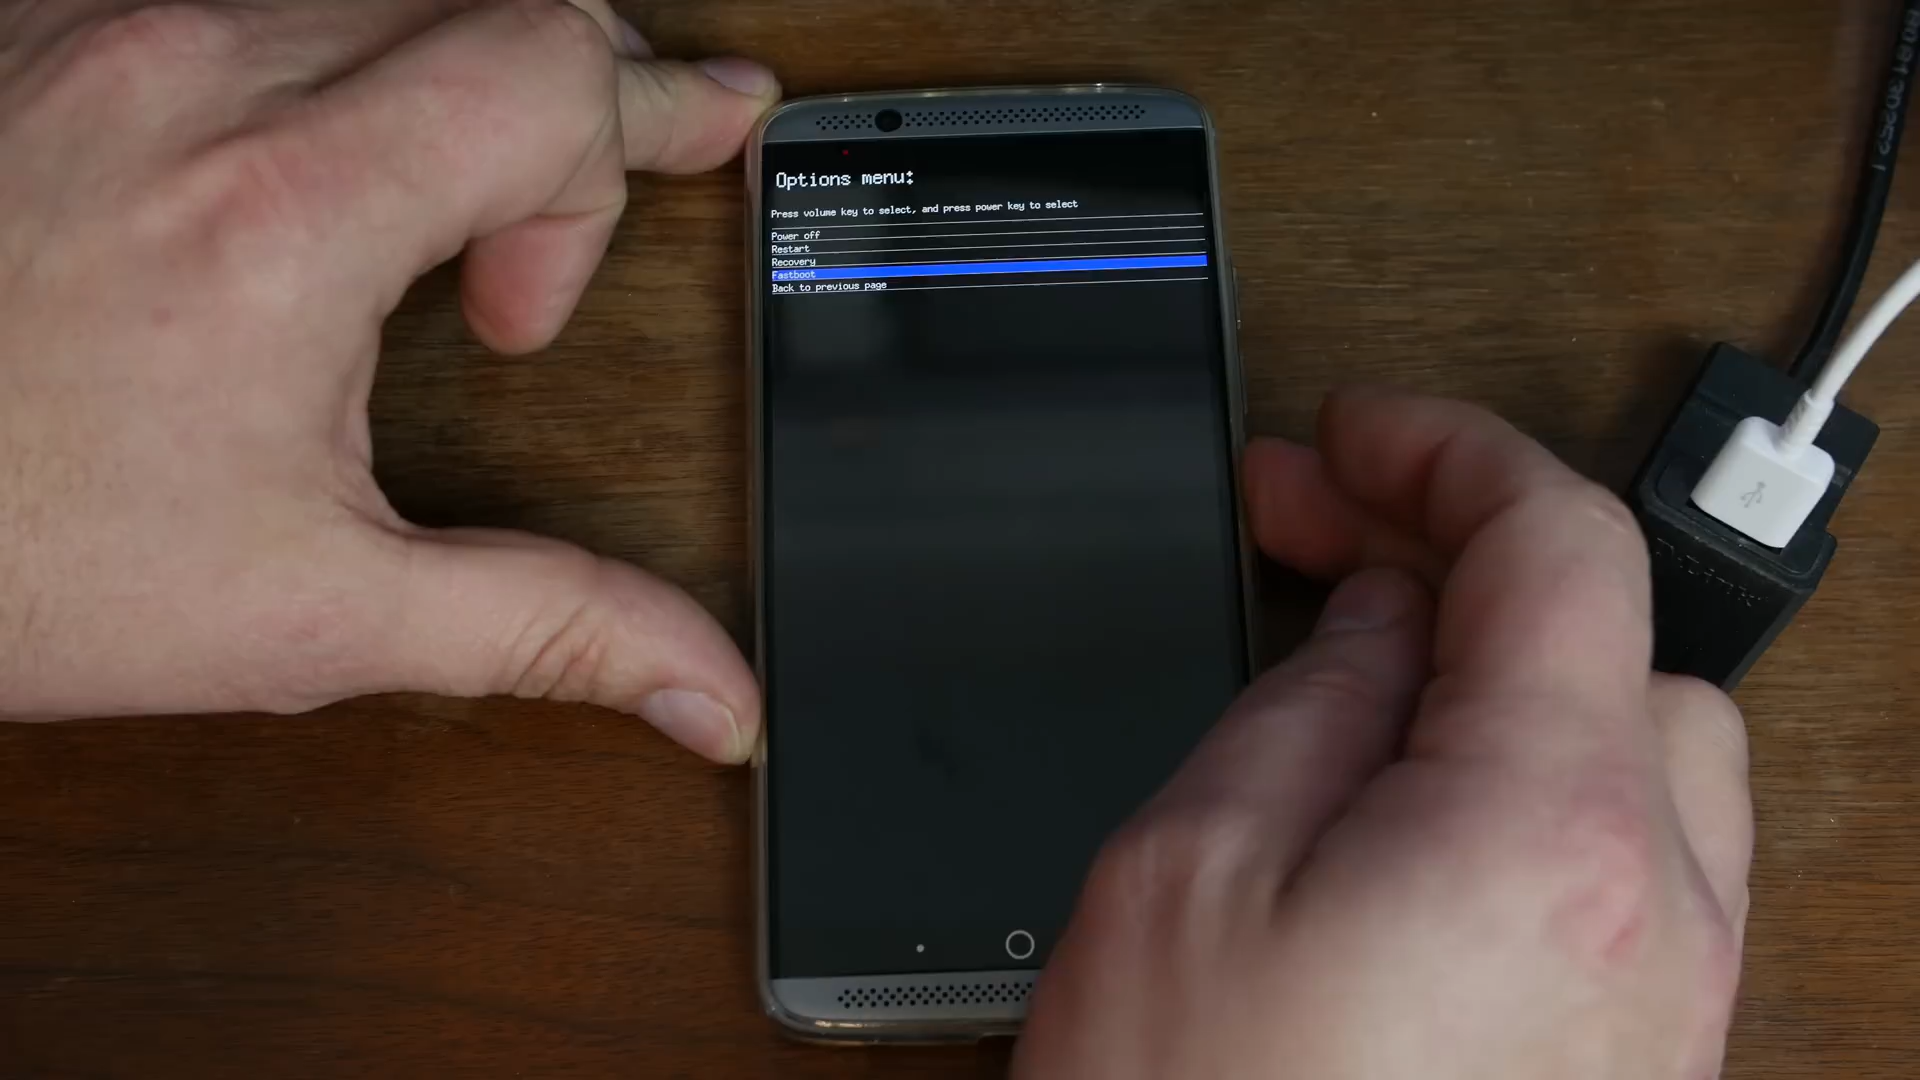 Options menu:
Press volume key to select, and press power key to select
Power off
Restart
Recovery
Fastboot
Back to previous page